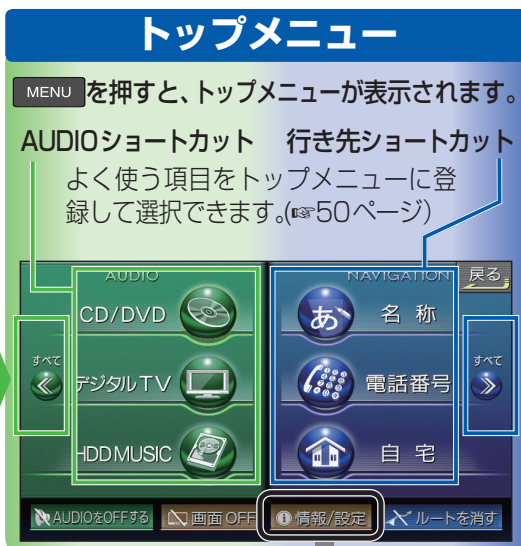 トップメニュー
MENU を押すと、トップメニューが表示されます。
AUDIOショートカット 行き先ショートカット
よく使う項目をトップメニューに登
録して選択できます。(☞50ページ)
AUDIO NAVIGATION 戻る
CD/DVD 名称
あ
すべて デジタルTV 電話番号 すべて
HDD MUSIC 自宅
AUDIOをOFFする 画面OFF 情報/設定 ルートを消す